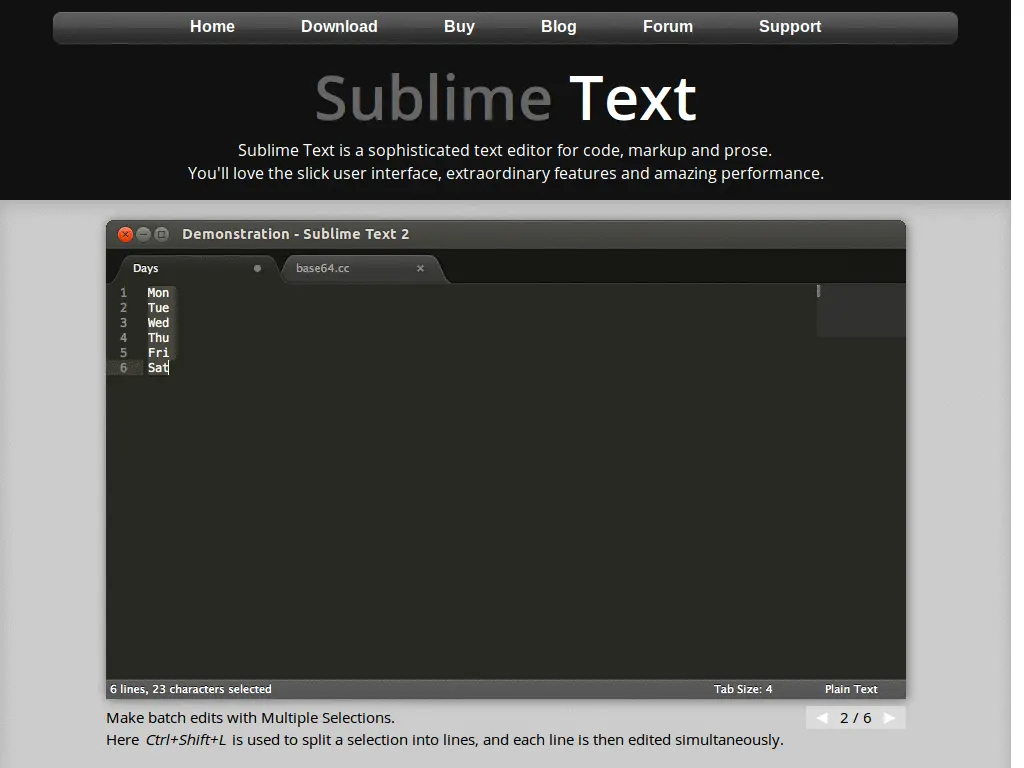 Home Download Buy Blog Forum Support
Sublime Text
Sublime Text is a sophisticated text editor for code, markup and prose.
You'll love the slick user interface, extraordinary features and amazing performance.
Demonstration - Sublime Text 2
Days base64.cc
1 Mon
2 Tue
3 Wed
4 Thu
5 Fri
6 Sat
6 lines, 23 characters selected Tab Size: 4 Plain Text
Make batch edits with Multiple Selections. 2 / 6
Here Ctrl+Shift+L is used to split a selection into lines, and each line is then edited simultaneously.